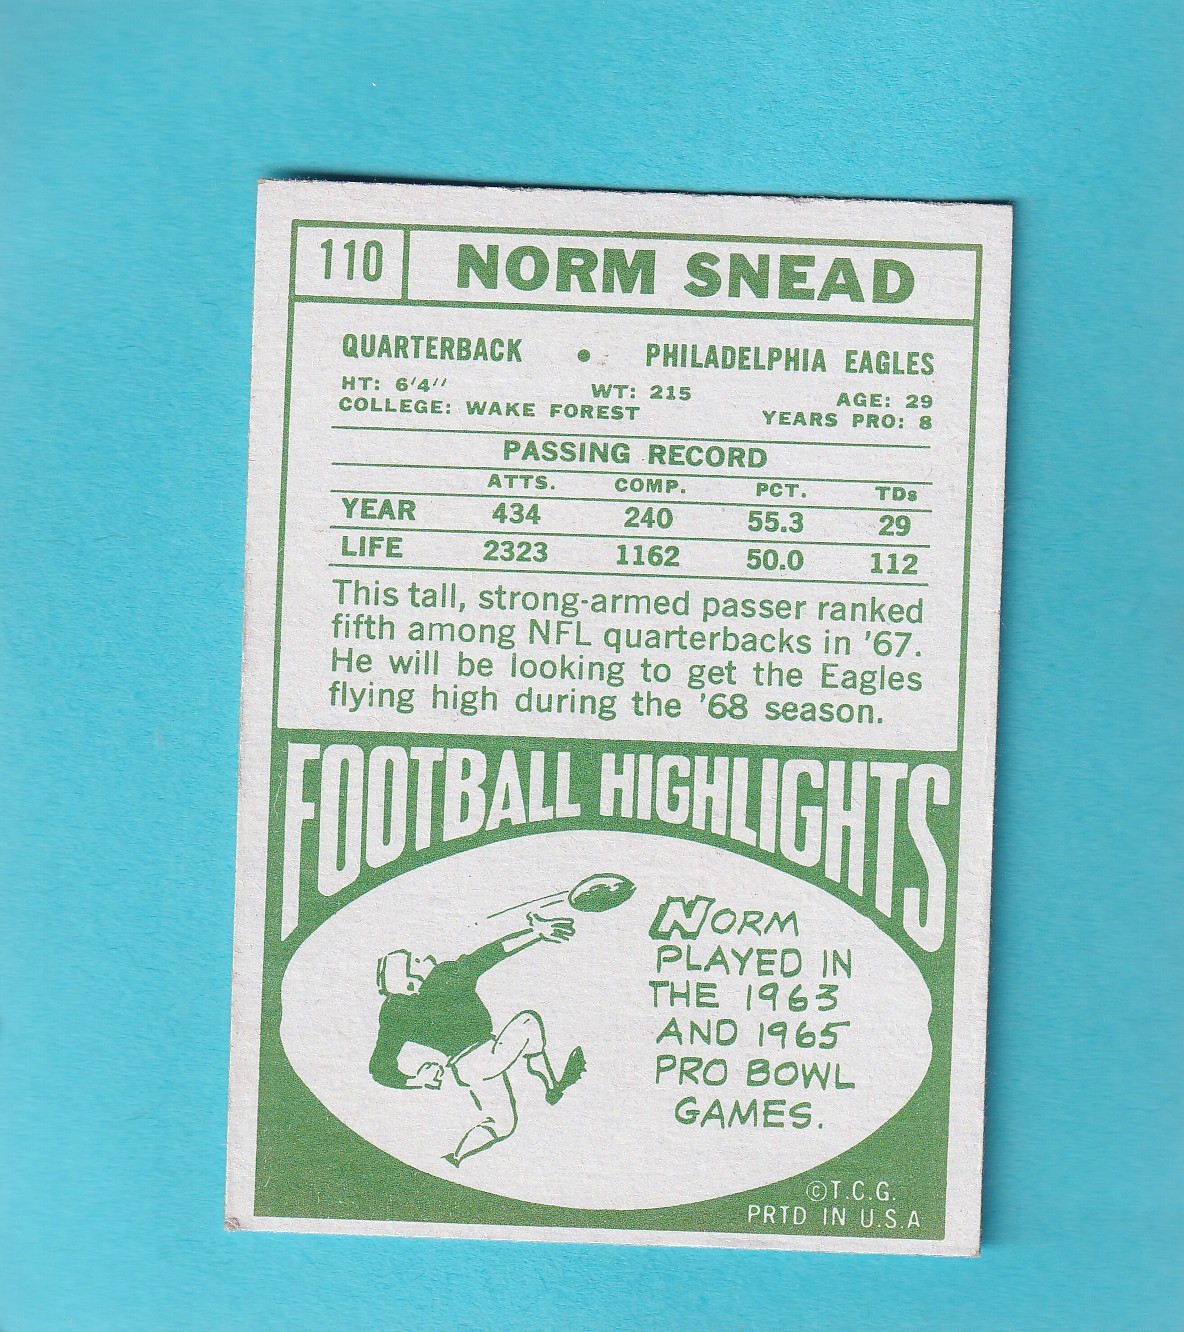 110 NORM SNEAD
QUARTERBACK • PHILADELPHIA EAGLES
HT: 6'4" WT: 215 AGE: 29
COLLEGE: WAKE FOREST YEARS PRO: 8
PASSING RECORD
ATTS. COMP. PCT. TDs
YEAR 434 240 55.3 29
LIFE 2323 1162 50.0 112
This tall, strong-armed passer ranked
fifth among NFL quarterbacks in '67.
He will be looking to get the Eagles
flying high during the '68 season.
FOOTBALL HIGHLIGHTS
NORM
PLAYED IN
THE 1963
AND 1965
PRO BOWL
GAMES.
©T.C.G.
PRTD IN U.S.A